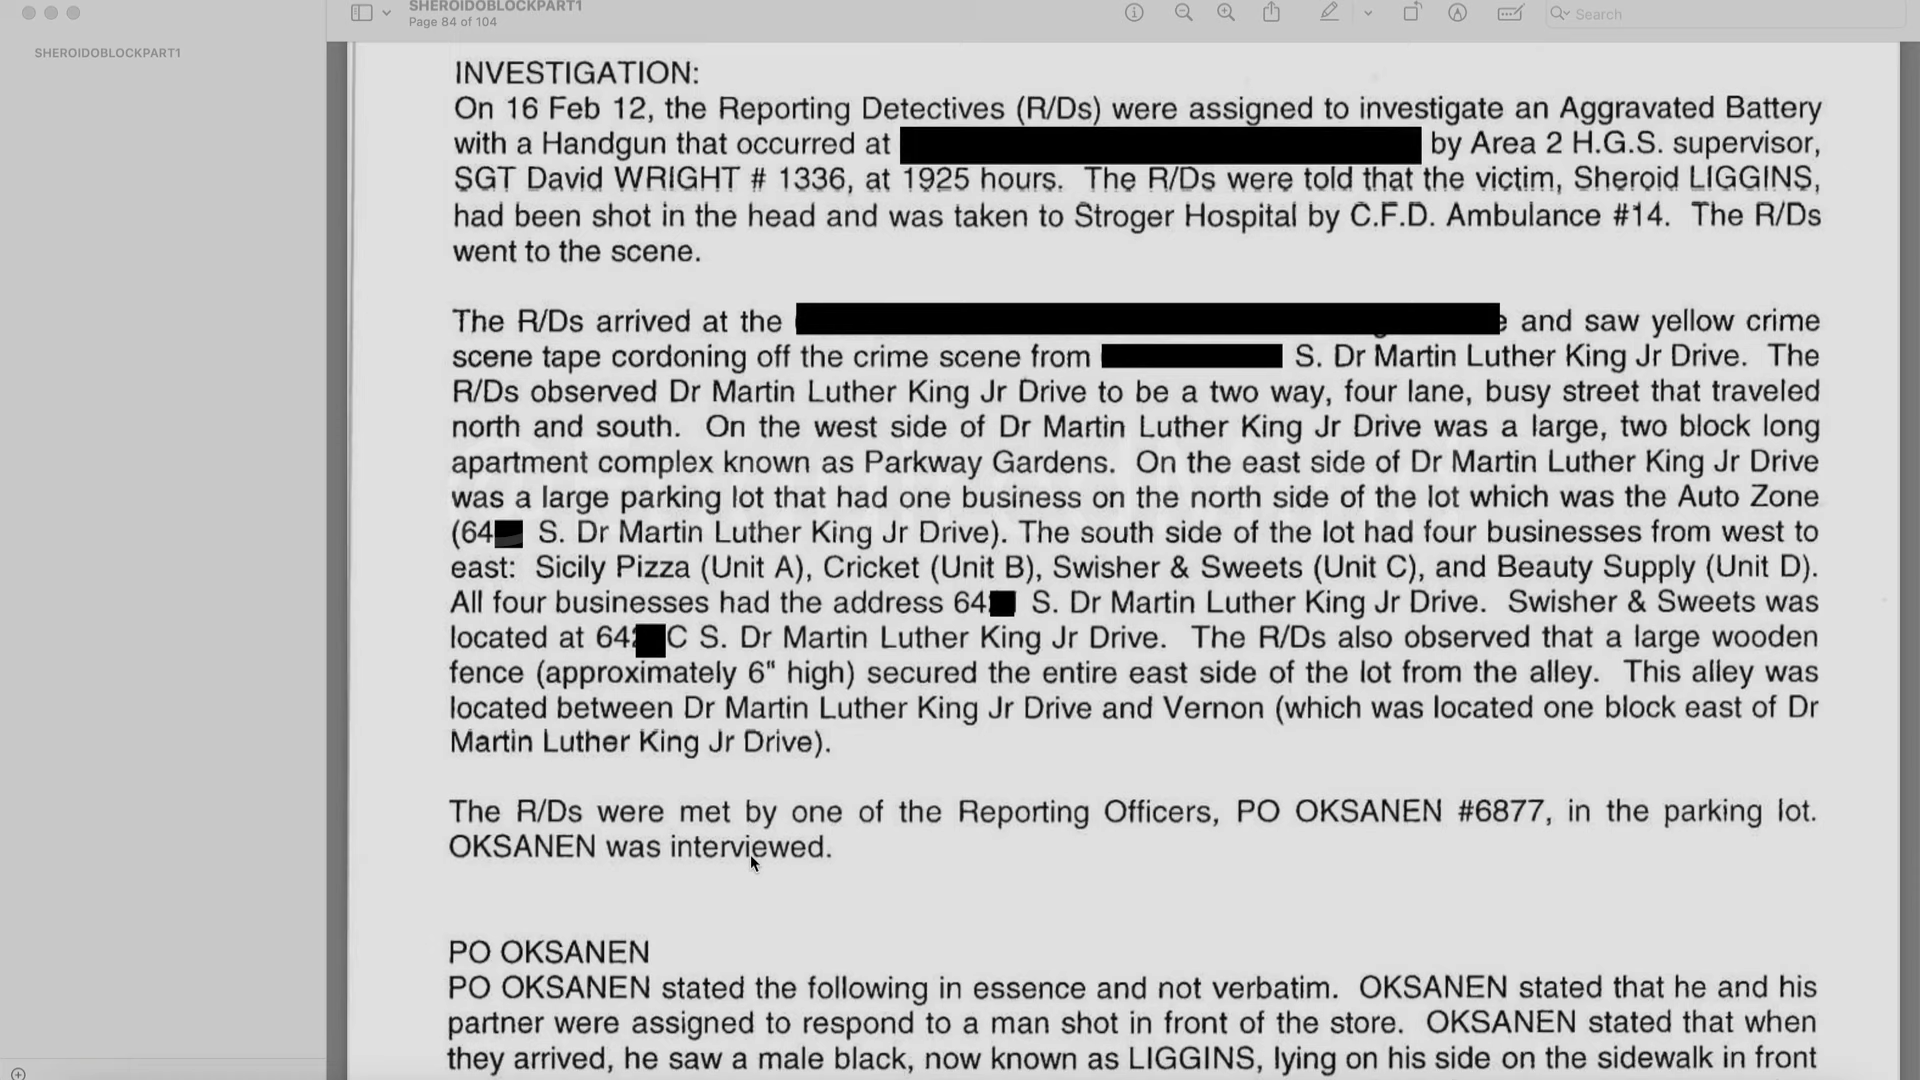 SHEROIDOBLOCKPART1
Page 84 of 104
Search
SHEROIDOBLOCKPART1
INVESTIGATION:
On 16 Feb 12, the Reporting Detectives (R/Ds) were assigned to investigate an Aggravated Battery
with a Handgun that occurred at by Area 2 H.G.S. supervisor,
SGT David WRIGHT # 1336, at 1925 hours. The R/Ds were told that the victim, Sheroid LIGGINS,
had been shot in the head and was taken to Stroger Hospital by C.F.D. Ambulance #14. The R/Ds
went to the scene.
The R/Ds arrived at the and saw yellow crime
scene tape cordoning off the crime scene from S. Dr Martin Luther King Jr Drive. The
R/Ds observed Dr Martin Luther King Jr Drive to be a two way, four lane, busy street that traveled
north and south. On the west side of Dr Martin Luther King Jr Drive was a large, two block long
apartment complex known as Parkway Gardens. On the east side of Dr Martin Luther King Jr Drive
was a large parking lot that had one business on the north side of the lot which was the Auto Zone
(64 S. Dr Martin Luther King Jr Drive). The south side of the lot had four businesses from west to
east: Sicily Pizza (Unit A), Cricket (Unit B), Swisher & Sweets (Unit C), and Beauty Supply (Unit D).
All four businesses had the address 64 S. Dr Martin Luther King Jr Drive. Swisher & Sweets was
located at 64 C S. Dr Martin Luther King Jr Drive. The R/Ds also observed that a large wooden
fence (approximately 6" high) secured the entire east side of the lot from the alley. This alley was
located between Dr Martin Luther King Jr Drive and Vernon (which was located one block east of Dr
Martin Luther King Jr Drive).
The R/Ds were met by one of the Reporting Officers, PO OKSANEN #6877, in the parking lot.
OKSANEN was interviewed.
PO OKSANEN
PO OKSANEN stated the following in essence and not verbatim. OKSANEN stated that he and his
partner were assigned to respond to a man shot in front of the store. OKSANEN stated that when
they arrived, he saw a male black, now known as LIGGINS, lying on his side on the sidewalk in front